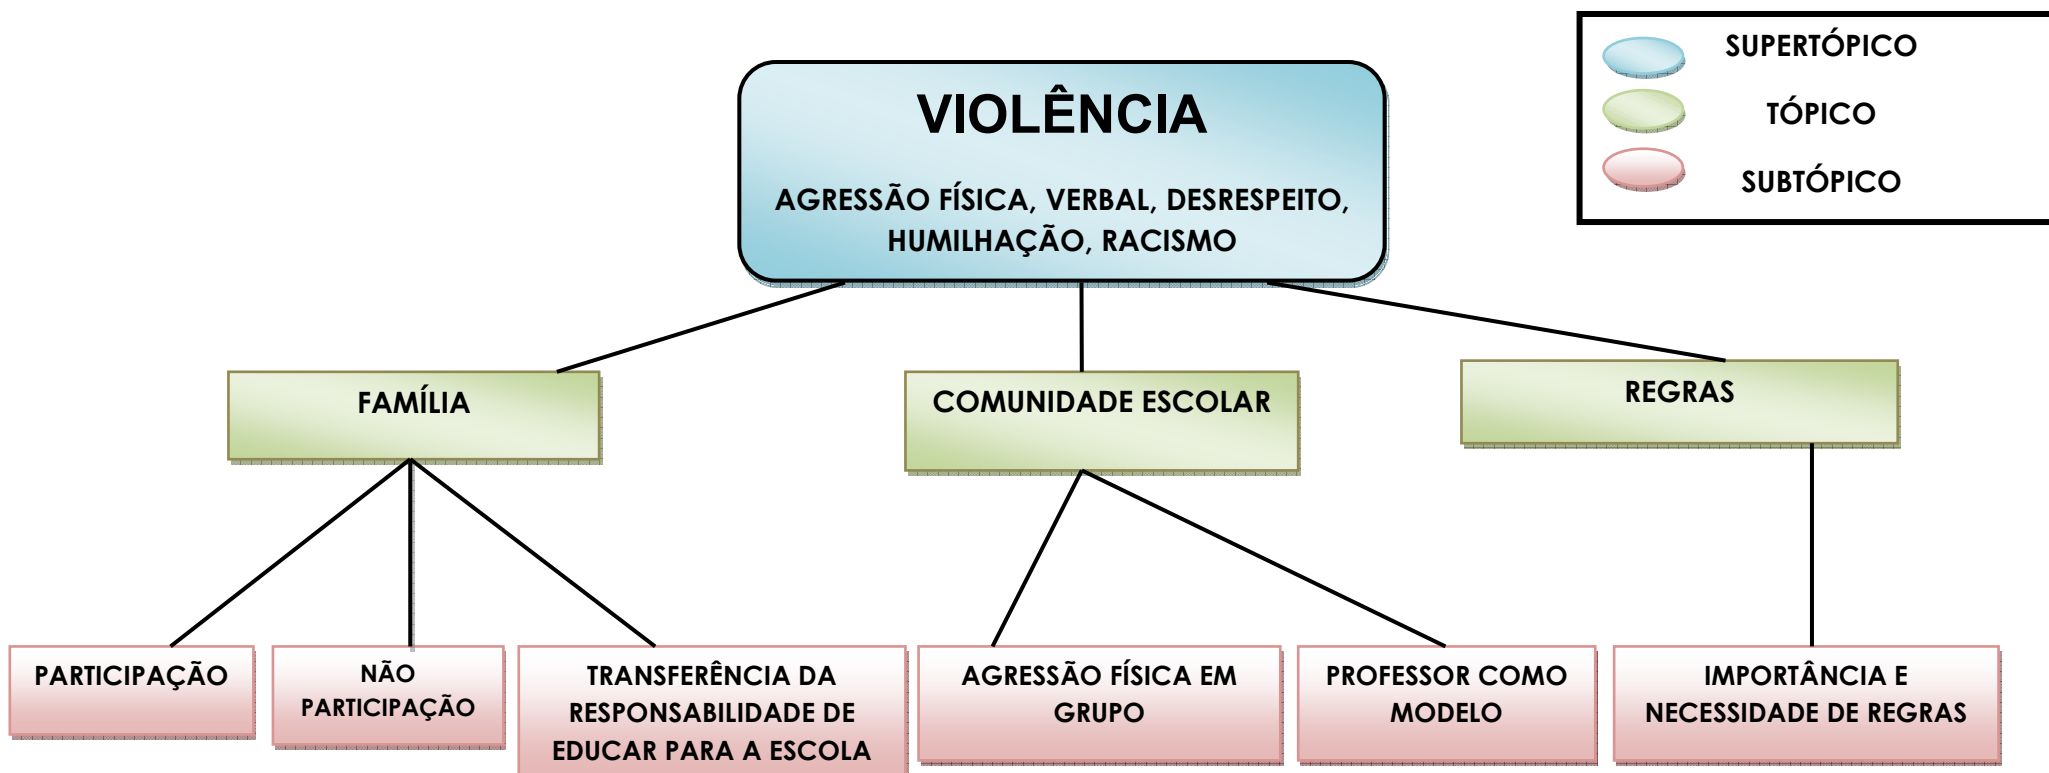 SUPERTÓPICO
TÓPICO
SUBTÓPICO
VIOLÊNCIA
AGRESSÃO FÍSICA, VERBAL, DESRESPEITO,
HUMILHAÇÃO, RACISMO
FAMÍLIA
COMUNIDADE ESCOLAR
REGRAS
PARTICIPAÇÃO
NÃO
PARTICIPAÇÃO
TRANSFERÊNCIA DA
RESPONSABILIDADE DE
EDUCAR PARA A ESCOLA
AGRESSÃO FÍSICA EM
GRUPO
PROFESSOR COMO
MODELO
IMPORTÂNCIA E
NECESSIDADE DE REGRAS